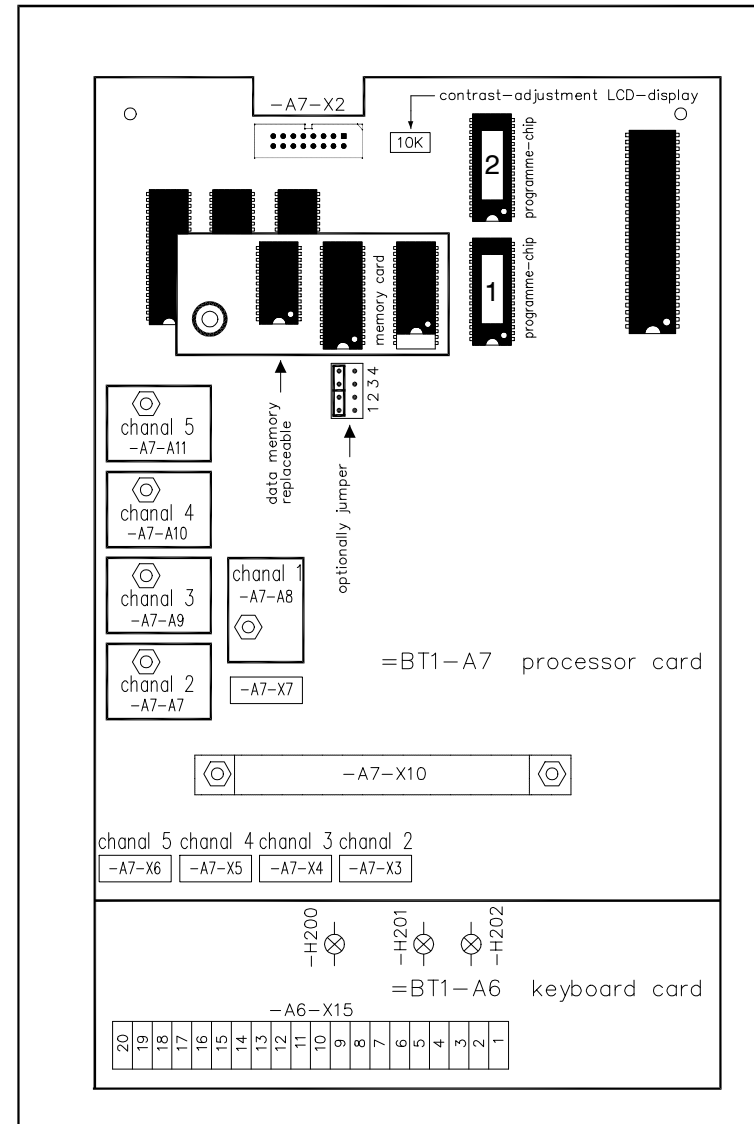 -A7-X2
contrast-adjustment LCD-display
10K
2
programme-chip
1
programme-chip
memory card
1 2 3 4
data memory
replaceable
optionally jumper
chanal 5
-A7-A11
chanal 4
-A7-A10
chanal 3
-A7-A9
chanal 1
-A7-A8
chanal 2
-A7-A7
-A7-X7
=BT1-A7 processor card
-A7-X10
chanal 5 chanal 4 chanal 3 chanal 2
-A7-X6 -A7-X5 -A7-X4 -A7-X3
-H200 -H201 -H202
=BT1-A6 keyboard card
-A6-X15
20 19 18 17 16 15 14 13 12 11 10 9 8 7 6 5 4 3 2 1